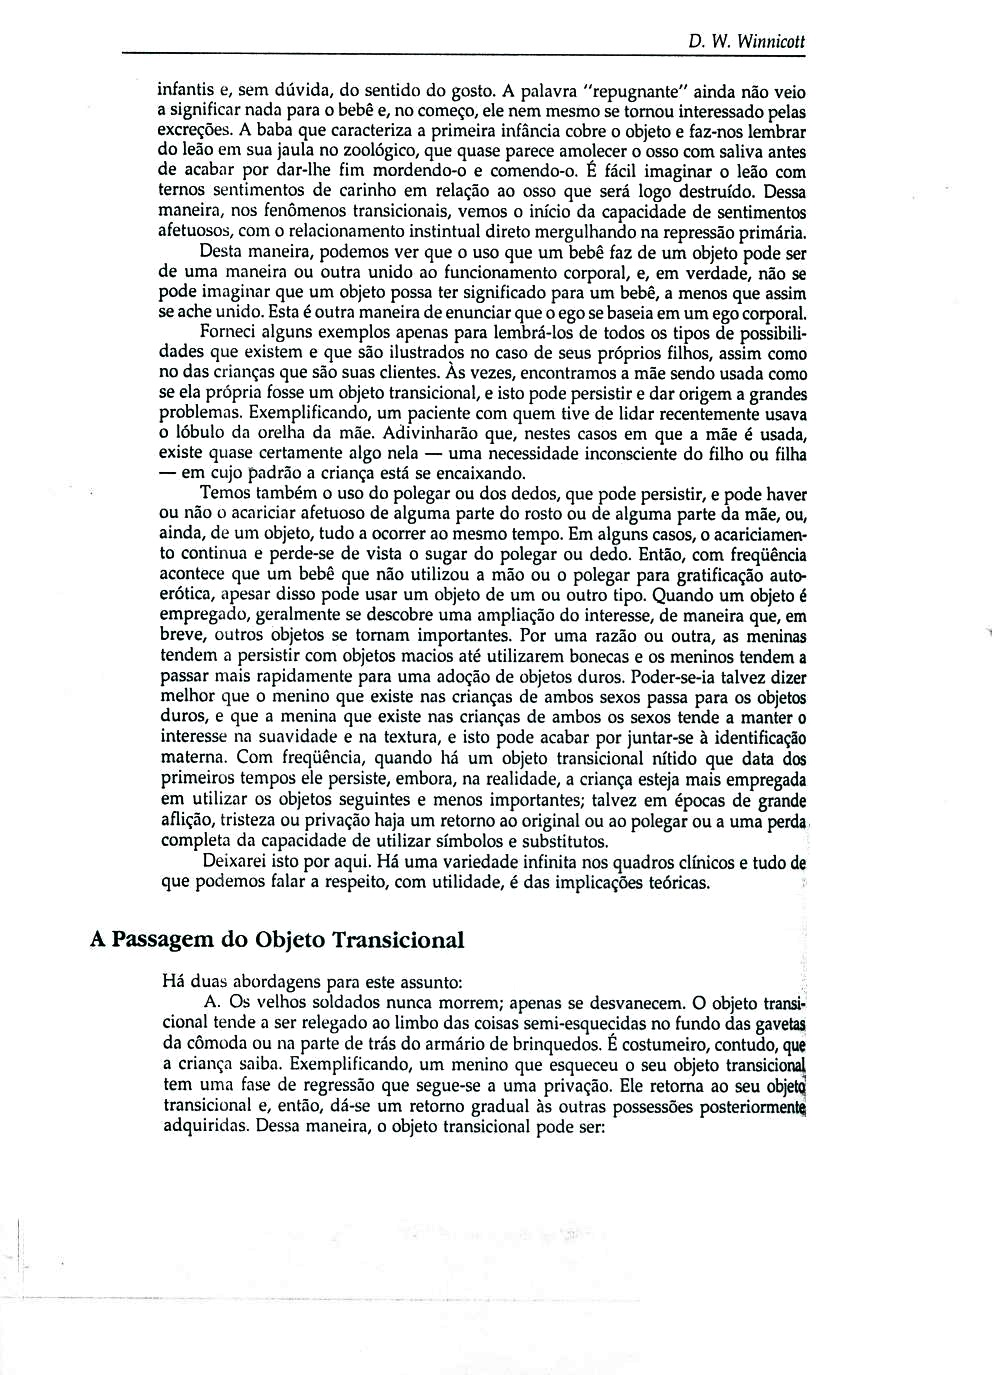 D. W. Winnicott
infantis e, sem dúvida, do sentido do gosto. A palavra "repugnante" ainda não veio
a significar nada para o bebê e, no começo, ele nem mesmo se tornou interessado pelas
excreções. A baba que caracteriza a primeira infância cobre o objeto e faz-nos lembrar
do leão em sua jaula no zoológico, que quase parece amolecer o osso com saliva antes
de acabar por dar-lhe fim mordendo-o e comendo-o. É fácil imaginar o leão com
ternos sentimentos de carinho em relação ao osso que será logo destruído. Dessa
maneira, nos fenômenos transicionais, vemos o início da capacidade de sentimentos
afetuosos, com o relacionamento instintual direto mergulhando na repressão primária.
Desta maneira, podemos ver que o uso que um bebê faz de um objeto pode ser
de uma maneira ou outra unido ao funcionamento corporal, e, em verdade, não se
pode imaginar que um objeto possa ter significado para um bebê, a menos que assim
se ache unido. Esta é outra maneira de enunciar que o ego se baseia em um ego corporal.
Forneci alguns exemplos apenas para lembrá-los de todos os tipos de possibili-
dades que existem e que são ilustrados no caso de seus próprios filhos, assim como
no das crianças que são suas clientes. Às vezes, encontramos a mãe sendo usada como
se ela própria fosse um objeto transicional, e isto pode persistir e dar origem a grandes
problemas. Exemplificando, um paciente com quem tive de lidar recentemente usava
o lóbulo da orelha da mãe. Adivinharão que, nestes casos em que a mãe é usada,
existe quase certamente algo nela — uma necessidade inconsciente do filho ou filha
— em cujo padrão a criança está se encaixando.
Temos também o uso do polegar ou dos dedos, que pode persistir, e pode haver
ou não o acariciar afetuoso de alguma parte do rosto ou de alguma parte da mãe, ou,
ainda, de um objeto, tudo a ocorrer ao mesmo tempo. Em alguns casos, o acariciamen-
to continua e perde-se de vista o sugar do polegar ou dedo. Então, com freqüência
acontece que um bebê que não utilizou a mão ou o polegar para gratificação auto-
erótica, apesar disso pode usar um objeto de um ou outro tipo. Quando um objeto é
empregado, geralmente se descobre uma ampliação do interesse, de maneira que, em
breve, outros objetos se tornam importantes. Por uma razão ou outra, as meninas
tendem a persistir com objetos macios até utilizarem bonecas e os meninos tendem a
passar mais rapidamente para uma adoção de objetos duros. Poder-se-ia talvez dizer
melhor que o menino que existe nas crianças de ambos sexos passa para os objetos
duros, e que a menina que existe nas crianças de ambos os sexos tende a manter o
interesse na suavidade e na textura, e isto pode acabar por juntar-se à identificação
materna. Com freqüência, quando há um objeto transicional nítido que data dos
primeiros tempos ele persiste, embora, na realidade, a criança esteja mais empregada
em utilizar os objetos seguintes e menos importantes; talvez em épocas de grande
aflição, tristeza ou privação haja um retorno ao original ou ao polegar ou a uma perda
completa da capacidade de utilizar símbolos e substitutos.
Deixarei isto por aqui. Há uma variedade infinita nos quadros clínicos e tudo de
que podemos falar a respeito, com utilidade, é das implicações teóricas.
A Passagem do Objeto Transicional
Há duas abordagens para este assunto:
A. Os velhos soldados nunca morrem; apenas se desvanecem. O objeto transi-
cional tende a ser relegado ao limbo das coisas semi-esquecidas no fundo das gavetas
da cômoda ou na parte de trás do armário de brinquedos. É costumeiro, contudo, que
a criança saiba. Exemplificando, um menino que esqueceu o seu objeto transicional
tem uma fase de regressão que segue-se a uma privação. Ele retorna ao seu objeto
transicional e, então, dá-se um retorno gradual às outras possessões posteriormente
adquiridas. Dessa maneira, o objeto transicional pode ser: